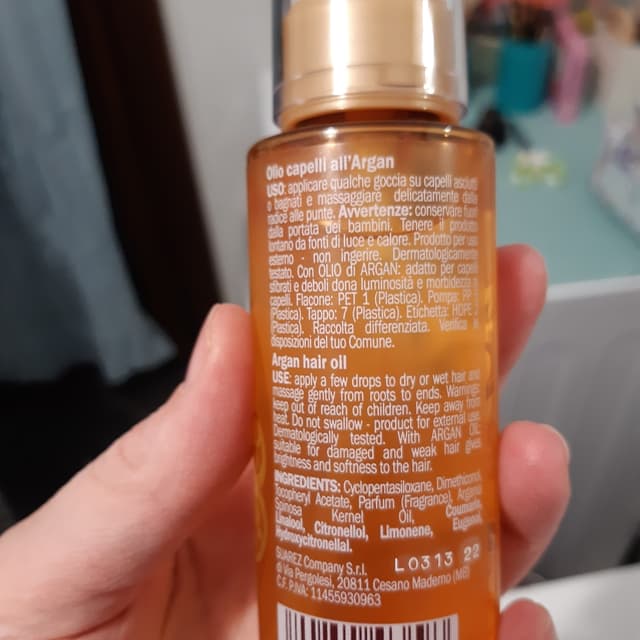 Olio capelli all'Argan
USO: applicare qualche goccia su capelli asciutti
o bagnati e massaggiare delicatamente dalle
radici alle punte. Avvertenze: conservare fuori
dalla portata dei bambini. Tenere il prodotto
lontano da fonti di luce e calore. Prodotto per uso
esterno - non ingerire. Dermatologicamente
testato. Con OLIO di ARGAN: adatto per capelli
sfibrati e deboli dona luminosità e morbidezza ai
capelli. Flacone: PET 1 (Plastica). Pompa: PP 5
(Plastica). Tappo: 7 (Plastica). Etichetta: HDPE 2
(Plastica). Raccolta differenziata. Verifica le
disposizioni del tuo Comune.
Argan hair oil
USE: apply a few drops to dry or wet hair and
massage gently from roots to ends. Warnings:
keep out of reach of children. Keep away from
heat. Do not swallow - product for external use.
Dermatologically tested. With ARGAN OIL:
suitable for damaged and weak hair gives
brightness and softness to the hair.
INGREDIENTS: Cyclopentasiloxane, Dimethiconol,
Tocopheryl Acetate, Parfum (Fragrance), Argania
Spinosa Kernel Oil, Coumarin,
Linalool, Citronellol, Limonene, Eugenol,
Hydroxycitronellal.
L0313 22
SUAREZ Company S.r.l.
di Via Pergolesi, 20811 Cesano Maderno (MB)
C.F. P.IVA: 11455930963